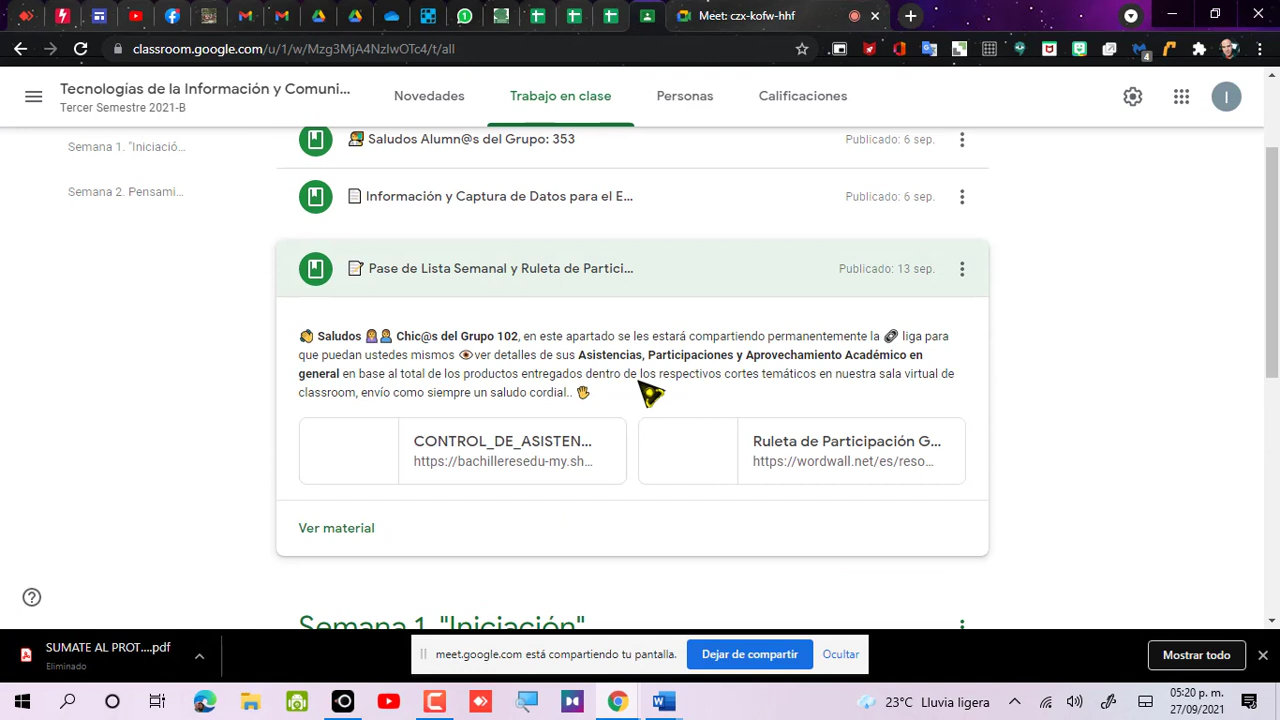 Meet: czx-kofw-hhf
classroom.google.com/u/1/w/Mzg3MjA4NzIwOTc4/t/all
4
Tecnologías de la Información y Comuni...
Tercer Semestre 2021-B
Novedades
Trabajo en clase
Personas
Calificaciones
I
Semana 1. "Iniciació...
Semana 2. Pensami...
Saludos Alumn@s del Grupo: 353
Publicado: 6 sep.
Información y Captura de Datos para el E...
Publicado: 6 sep.
Pase de Lista Semanal y Ruleta de Partici...
Publicado: 13 sep.
👏 Saludos 🙋🙋‍♂️ Chic@s del Grupo 102, en este apartado se les estará compartiendo permanentemente la 🔗 liga para
que puedan ustedes mismos 👁ver detalles de sus Asistencias, Participaciones y Aprovechamiento Académico en
general en base al total de los productos entregados dentro de los respectivos cortes temáticos en nuestra sala virtual de
classroom, envío como siempre un saludo cordial.. 🖐
CONTROL_DE_ASISTEN...
https://bachilleresedu-my.sh...
Ruleta de Participación G...
https://wordwall.net/es/reso...
Ver material
Semana 1. "Iniciación"
SUMATE AL PROT....pdf
Eliminado
meet.google.com está compartiendo tu pantalla.
Dejar de compartir
Ocultar
Mostrar todo
23°C Lluvia ligera
05:20 p. m.
27/09/2021